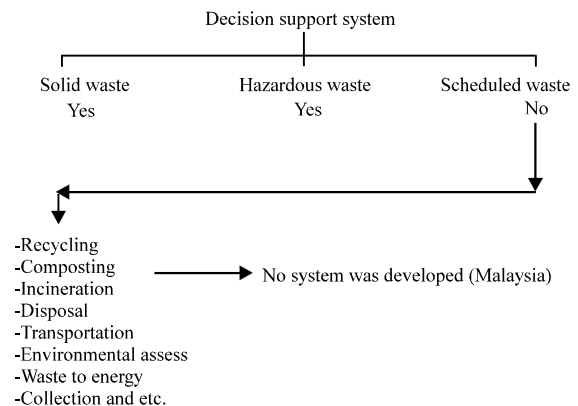 Decision support system
Solid waste Hazardous waste Scheduled waste
Yes Yes No
-Recycling
-Composting
-Incineration
-Disposal
-Transportation
-Environmental assess
-Waste to energy
-Collection and etc.
No system was developed (Malaysia)